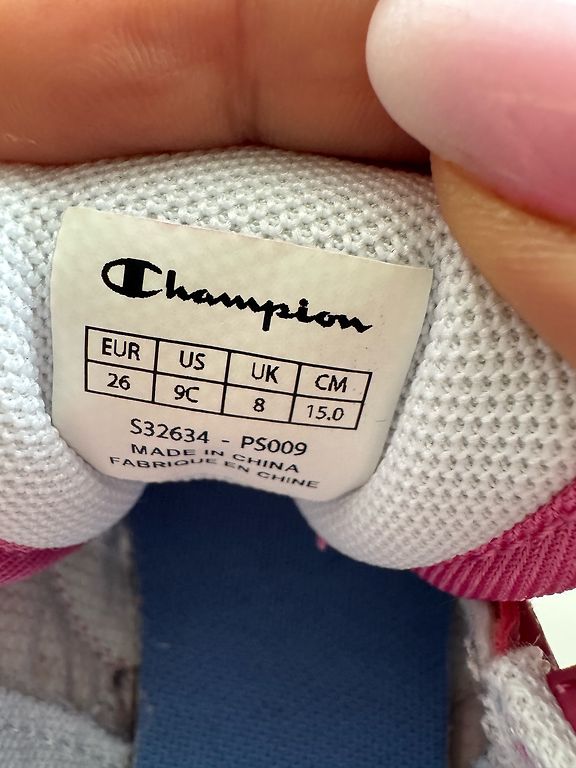 Champion
EUR US UK CM
26 9C 8 15.0
S32634 - PS009
MADE IN CHINA
FABRIQUE EN CHINE